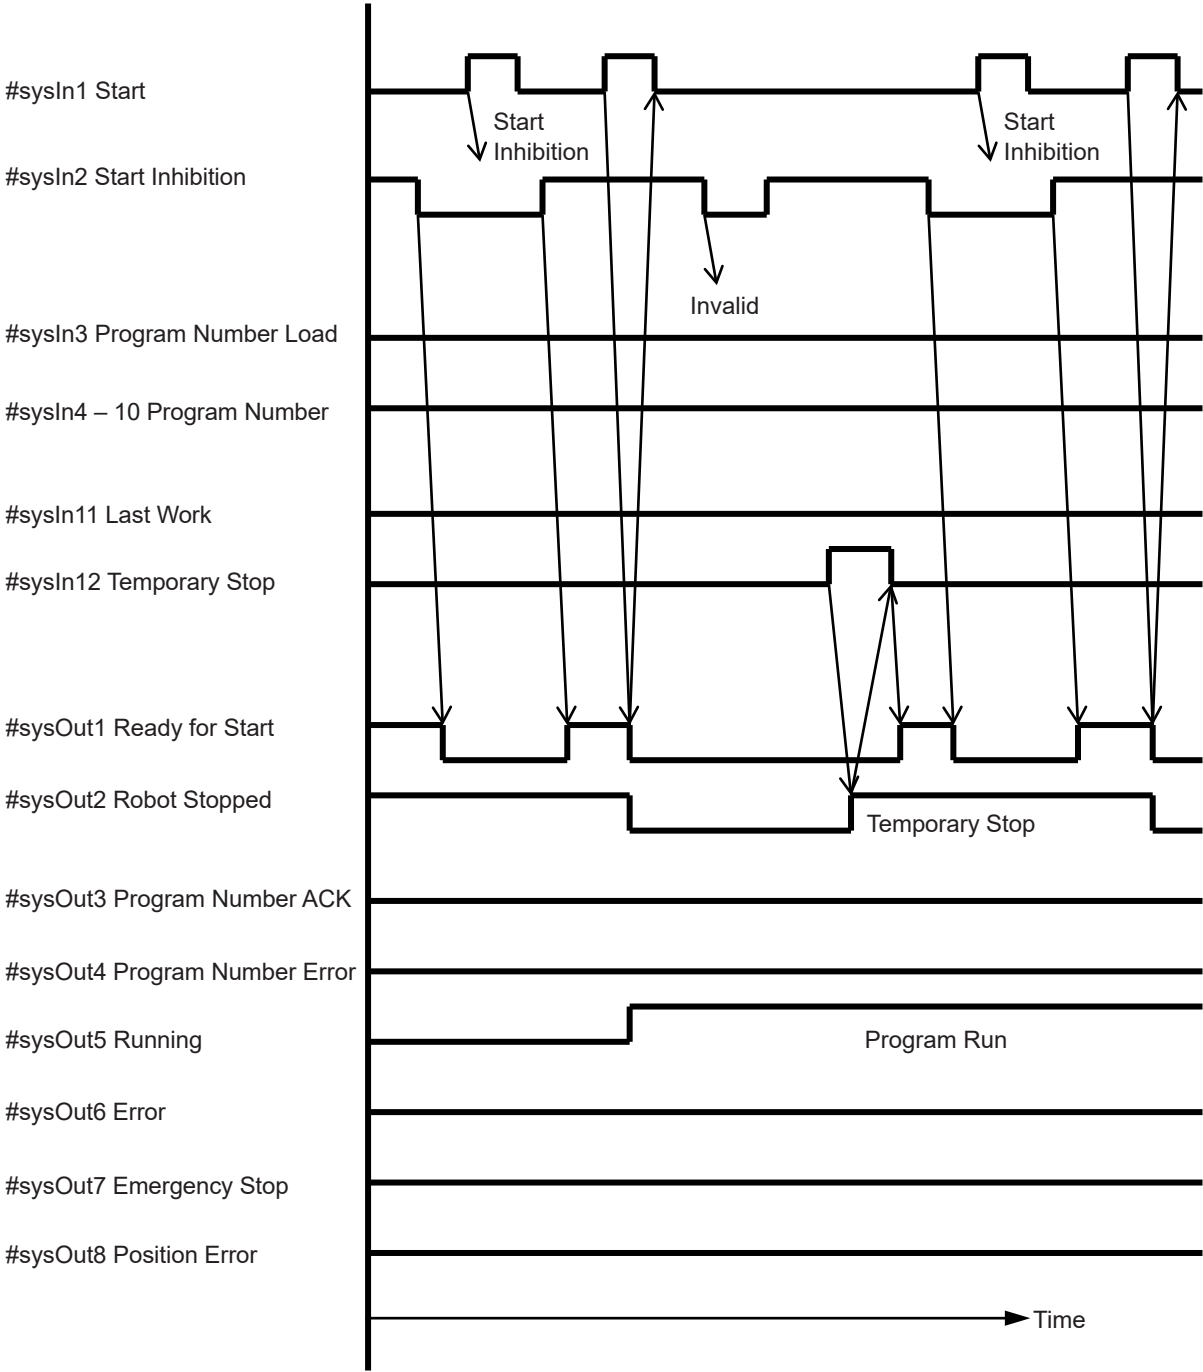 #sysIn1 Start
Start
Inhibition
Start
Inhibition
#sysIn2 Start Inhibition
Invalid
#sysIn3 Program Number Load
#sysIn4 – 10 Program Number
#sysIn11 Last Work
#sysIn12 Temporary Stop
#sysOut1 Ready for Start
#sysOut2 Robot Stopped
Temporary Stop
#sysOut3 Program Number ACK
#sysOut4 Program Number Error
#sysOut5 Running
Program Run
#sysOut6 Error
#sysOut7 Emergency Stop
#sysOut8 Position Error
Time